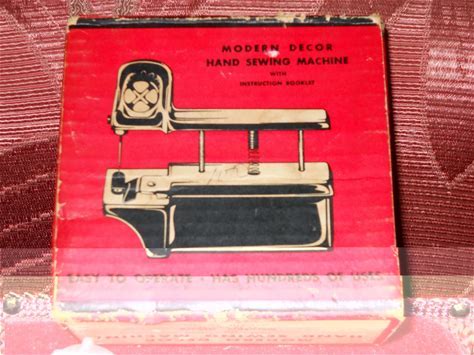 MODERN DECOR
HAND SEWING MACHINE
WITH
INSTRUCTION BOOKLET
EASY TO OPERATE - HAS HUNDREDS OF USES